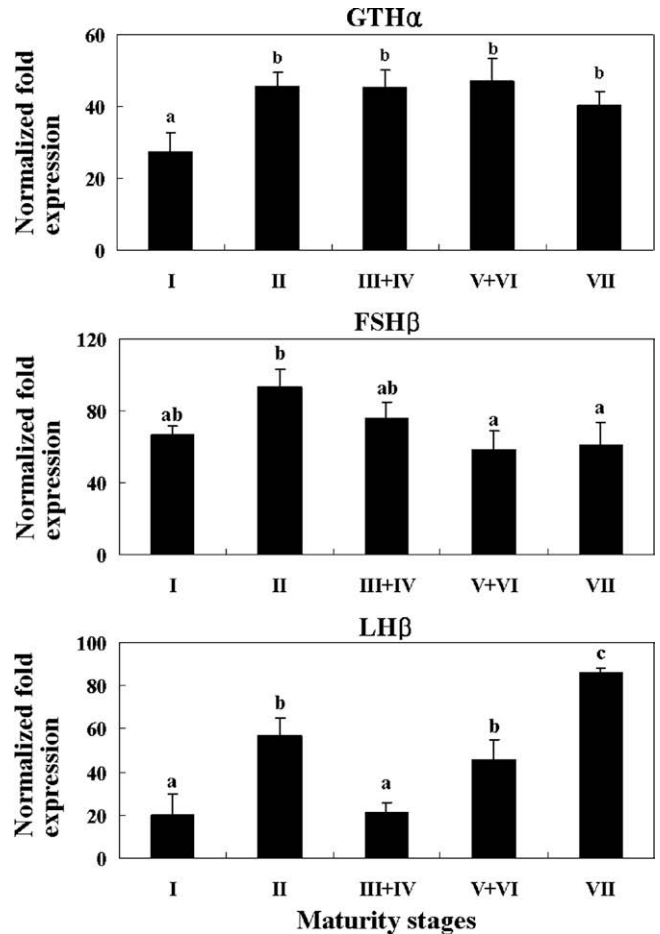 GTHα
Normalized fold
expression
60
40
20
0
a
b
b
b
b
I II III+IV V+VI VII
FSHβ
Normalized fold
expression
120
80
40
0
ab
b
ab
a
a
I II III+IV V+VI VII
LHβ
Normalized fold
expression
100
80
60
40
20
0
a
b
a
b
c
I II III+IV V+VI VII
Maturity stages